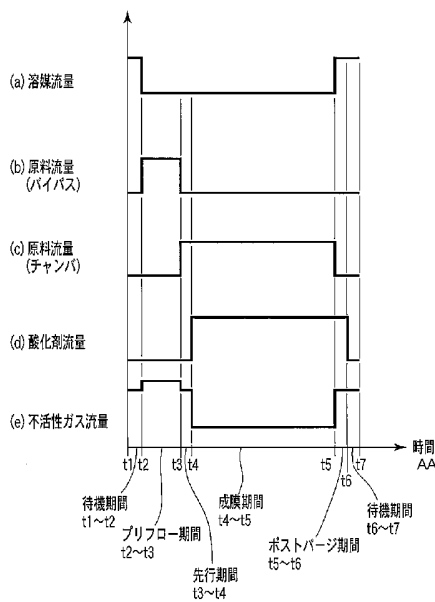 (a) 溶媒流量
(b) 原料流量
(バイパス)
(c) 原料流量
(チャンバ)
(d) 酸化剤流量
(e) 不活性ガス流量
t1 t2 t3 t4 t5 t6 t7
時間
AA
待機期間
t1~t2
プリフロー期間
t2~t3
先行期間
t3~t4
成膜期間
t4~t5
ポストパージ期間
t5~t6
待機期間
t6~t7